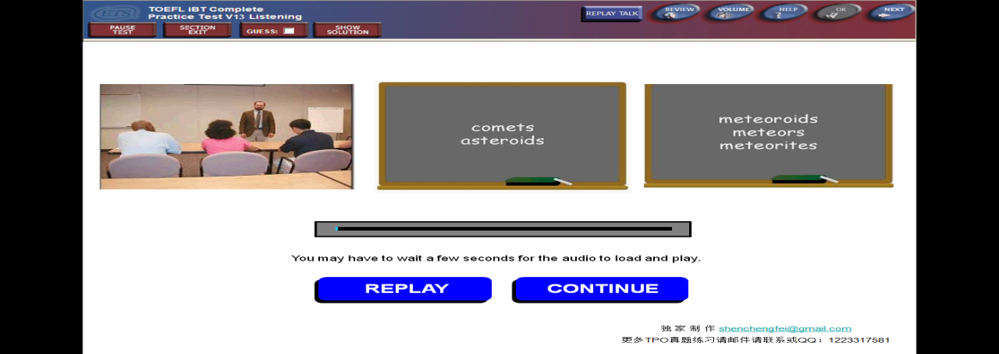 ETS
TOEFL iBT Complete
Practice Test V13 Listening
REPLAY TALK
REVIEW
VOLUME
HELP
?
OK
NEXT
PAUSE
TEST
SECTION
EXIT
GUESS:
SHOW
SOLUTION
comets
asteroids
meteoroids
meteors
meteorites
You may have to wait a few seconds for the audio to load and play.
REPLAY
CONTINUE
独 家 制 作 shenchengfei@gmail.com
更多TPO真题练习请邮件请联系或QQ：1223317581